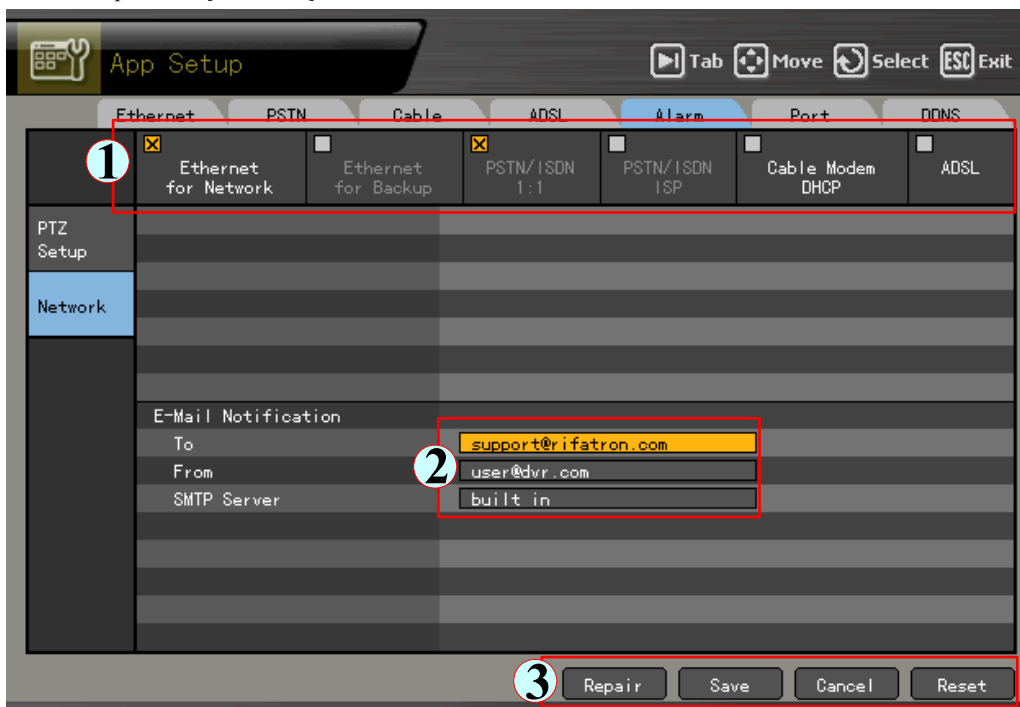 App Setup
Tab Move Select ESC Exit
Ethernet PSTN Cable ADSL Alarm Port DDNS
1
Ethernet
for Network
Ethernet
for Backup
PSTN/ISDN
1:1
PSTN/ISDN
ISP
Cable Modem
DHCP
ADSL
PTZ
Setup
Network
E-Mail Notification
To support@rifatron.com
From user@dvr.com
SMTP Server built in
2
3
Repair Save Cancel Reset